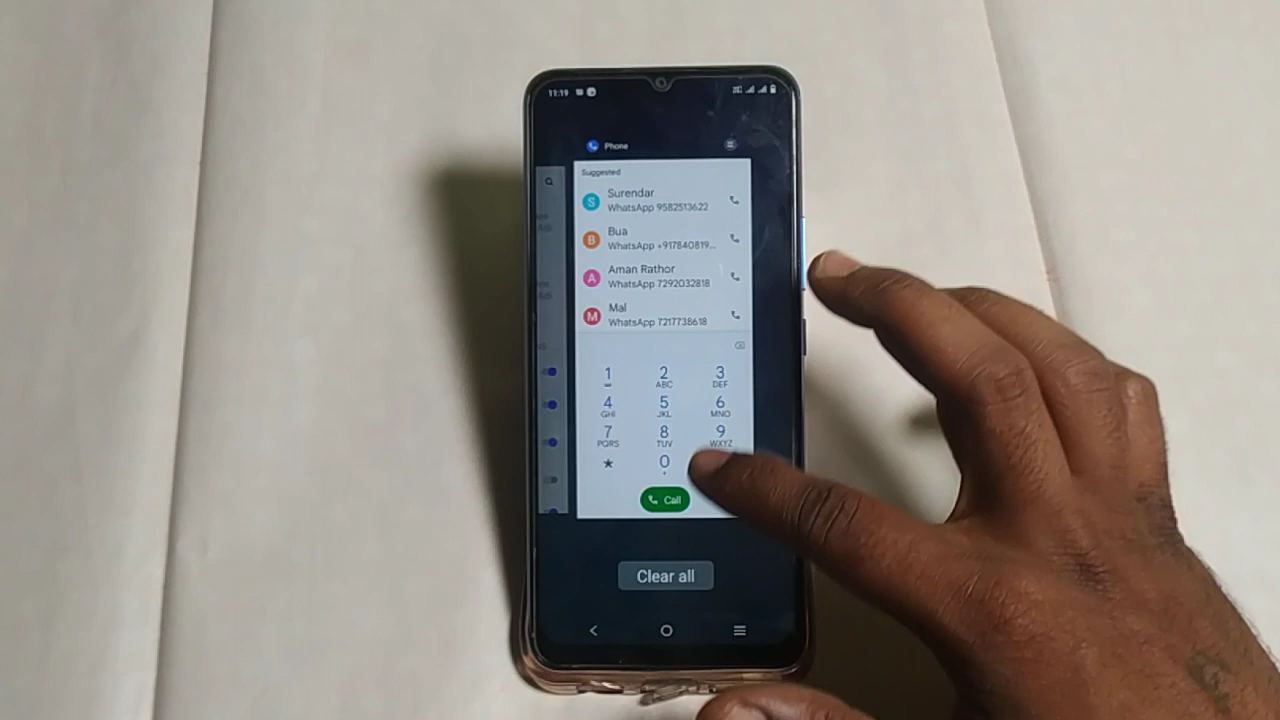 11:19
Phone
Suggested
Surendar
WhatsApp 9582513622
Bua
WhatsApp +917840819...
Aman Rathor
WhatsApp 7292032818
Mal
WhatsApp 7217738618
1 2 3
ABC DEF
4 5 6
GHI JKL MNO
7 8 9
PQRS TUV WXYZ
* 0
+
Call
Clear all